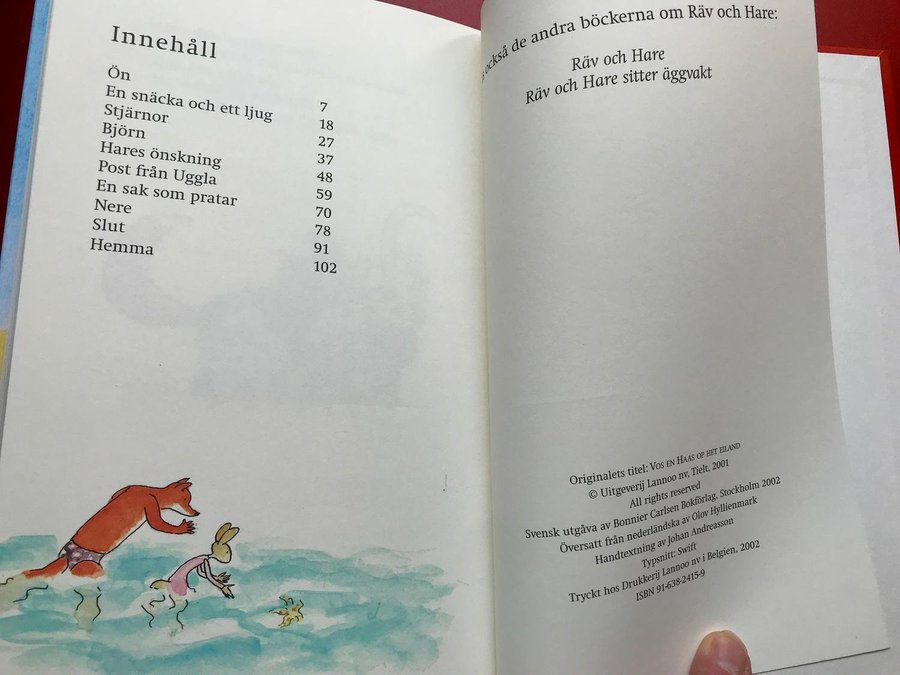 Innehåll
Ön 7
En snäcka och ett ljug 18
Stjärnor 27
Björn 37
Hares önskning 48
Post från Uggla 59
En sak som pratar 70
Nere 78
Slut 91
Hemma 102
också de andra böckerna om Räv och Hare:
Räv och Hare
Räv och Hare sitter äggvakt
Originalets titel: Vos en Haas op het eiland
© Uitgeverij Lannoo nv, Tielt, 2001
All rights reserved
Svensk utgåva av Bonnier Carlsen Bokförlag, Stockholm 2002
Översatt från nederländska av Olov Hyllienmark
Handtextning av Johan Andreasson
Typsnitt: Swift
Tryckt hos Drukkerij Lannoo nv i Belgien, 2002
ISBN 91-638-2415-9